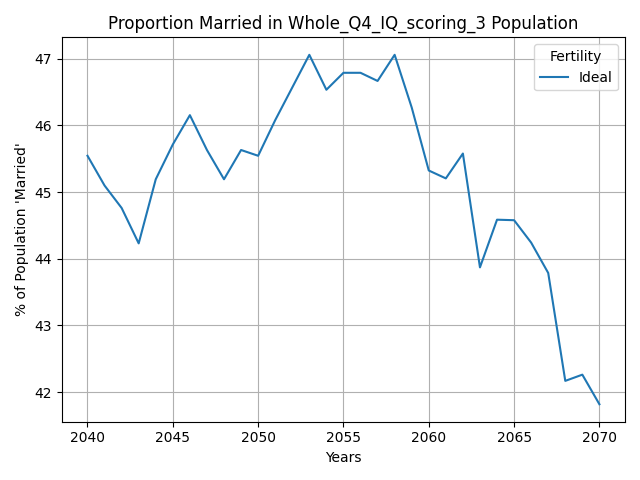 Proportion Married in Whole_Q4_IQ_scoring_3 Population
Fertility
Ideal
% of Population 'Married'
47
46
45
44
43
42
2040
2045
2050
2055
2060
2065
2070
Years